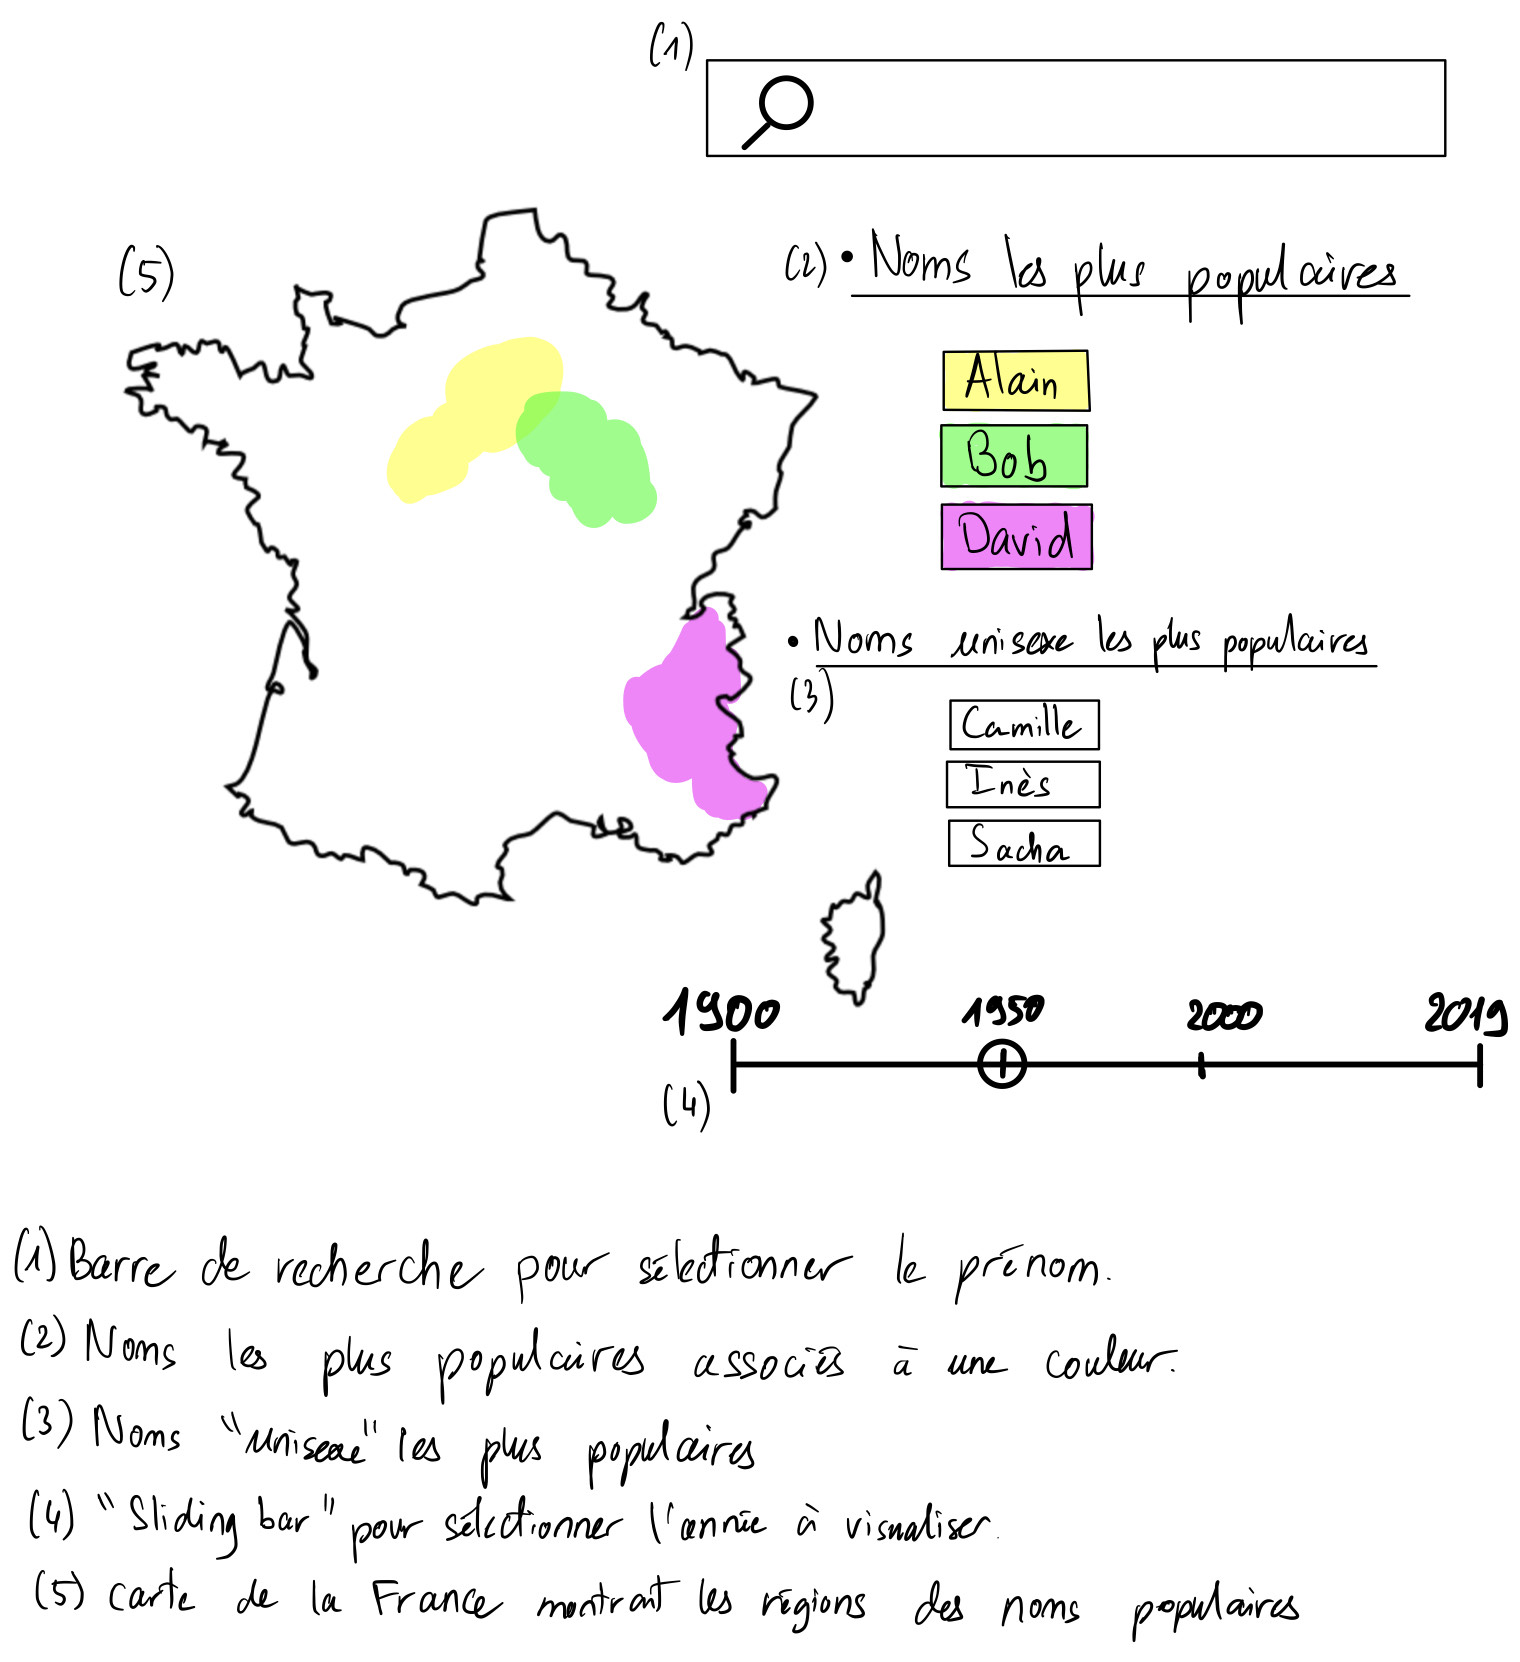 (1)
(5)
(2) • Noms les plus populaires
Alain
Bob
David
• Noms unisexe les plus populaires
(3)
Camille
Inès
Sacha
1900 1950 2000 2019
(4)
(1) Barre de recherche pour sélectionner le prénom.
(2) Noms les plus populaires associés à une couleur.
(3) Noms "unisexe" les plus populaires
(4) "Sliding bar" pour sélectionner l'année à visualiser.
(5) carte de la France montrant les régions des noms populaires